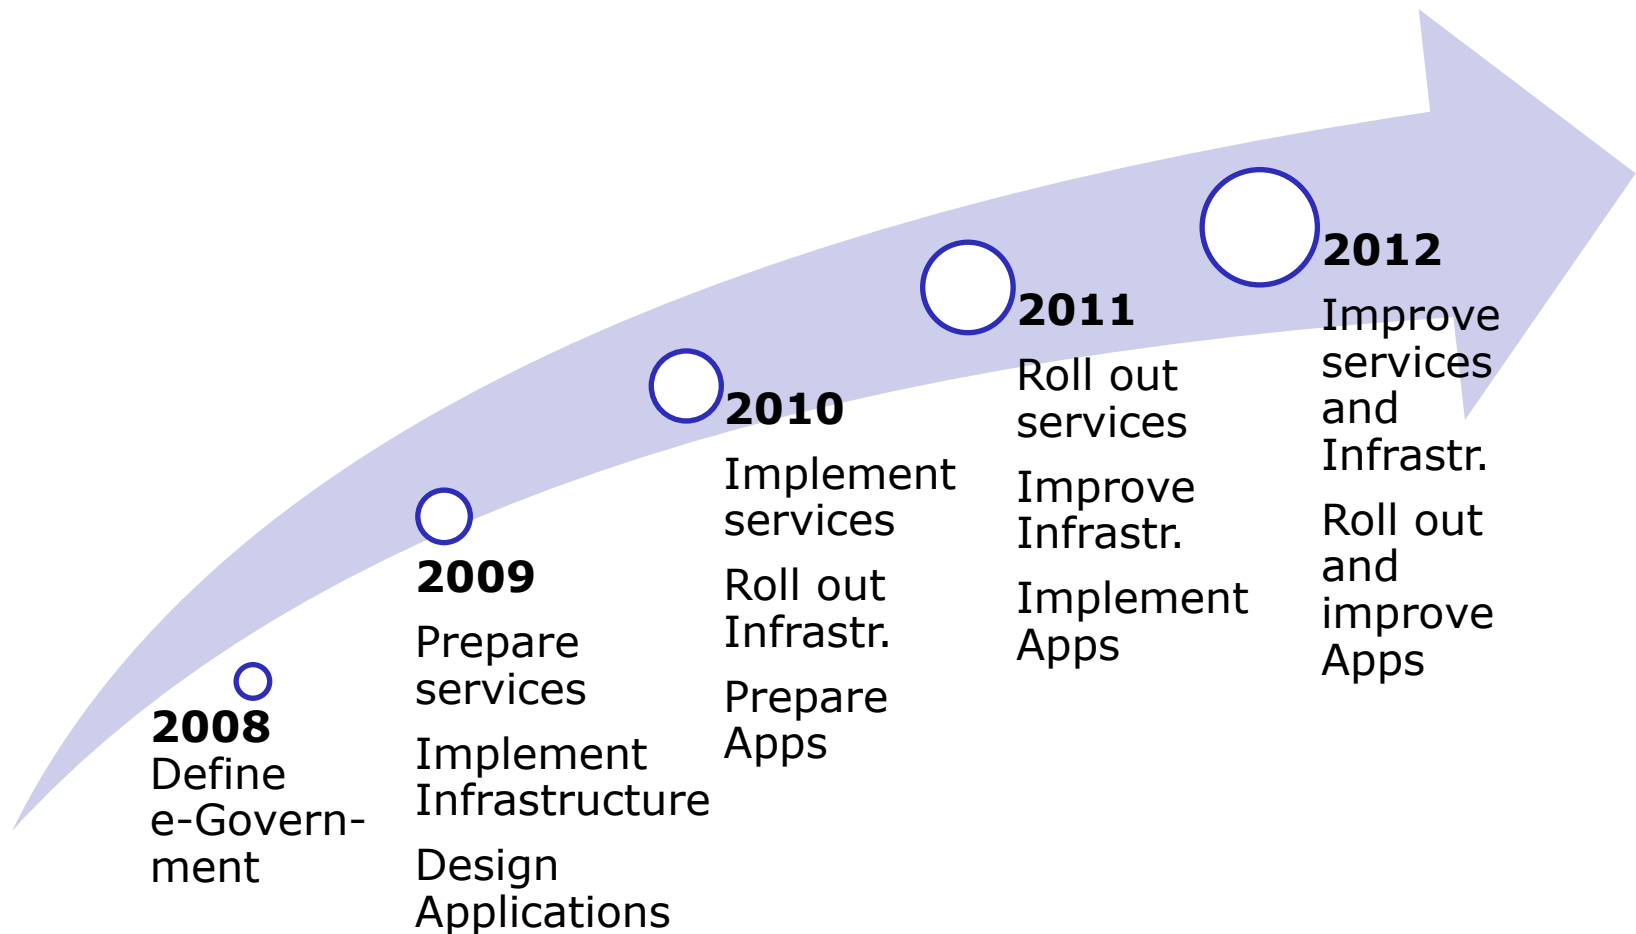 2008
Define
e-Govern-
ment
2009
Prepare
services
Implement
Infrastructure
Design
Applications
2010
Implement
services
Roll out
Infrastr.
Prepare
Apps
2011
Roll out
services
Improve
Infrastr.
Implement
Apps
2012
Improve
services
and
Infrastr.
Roll out
and
improve
Apps